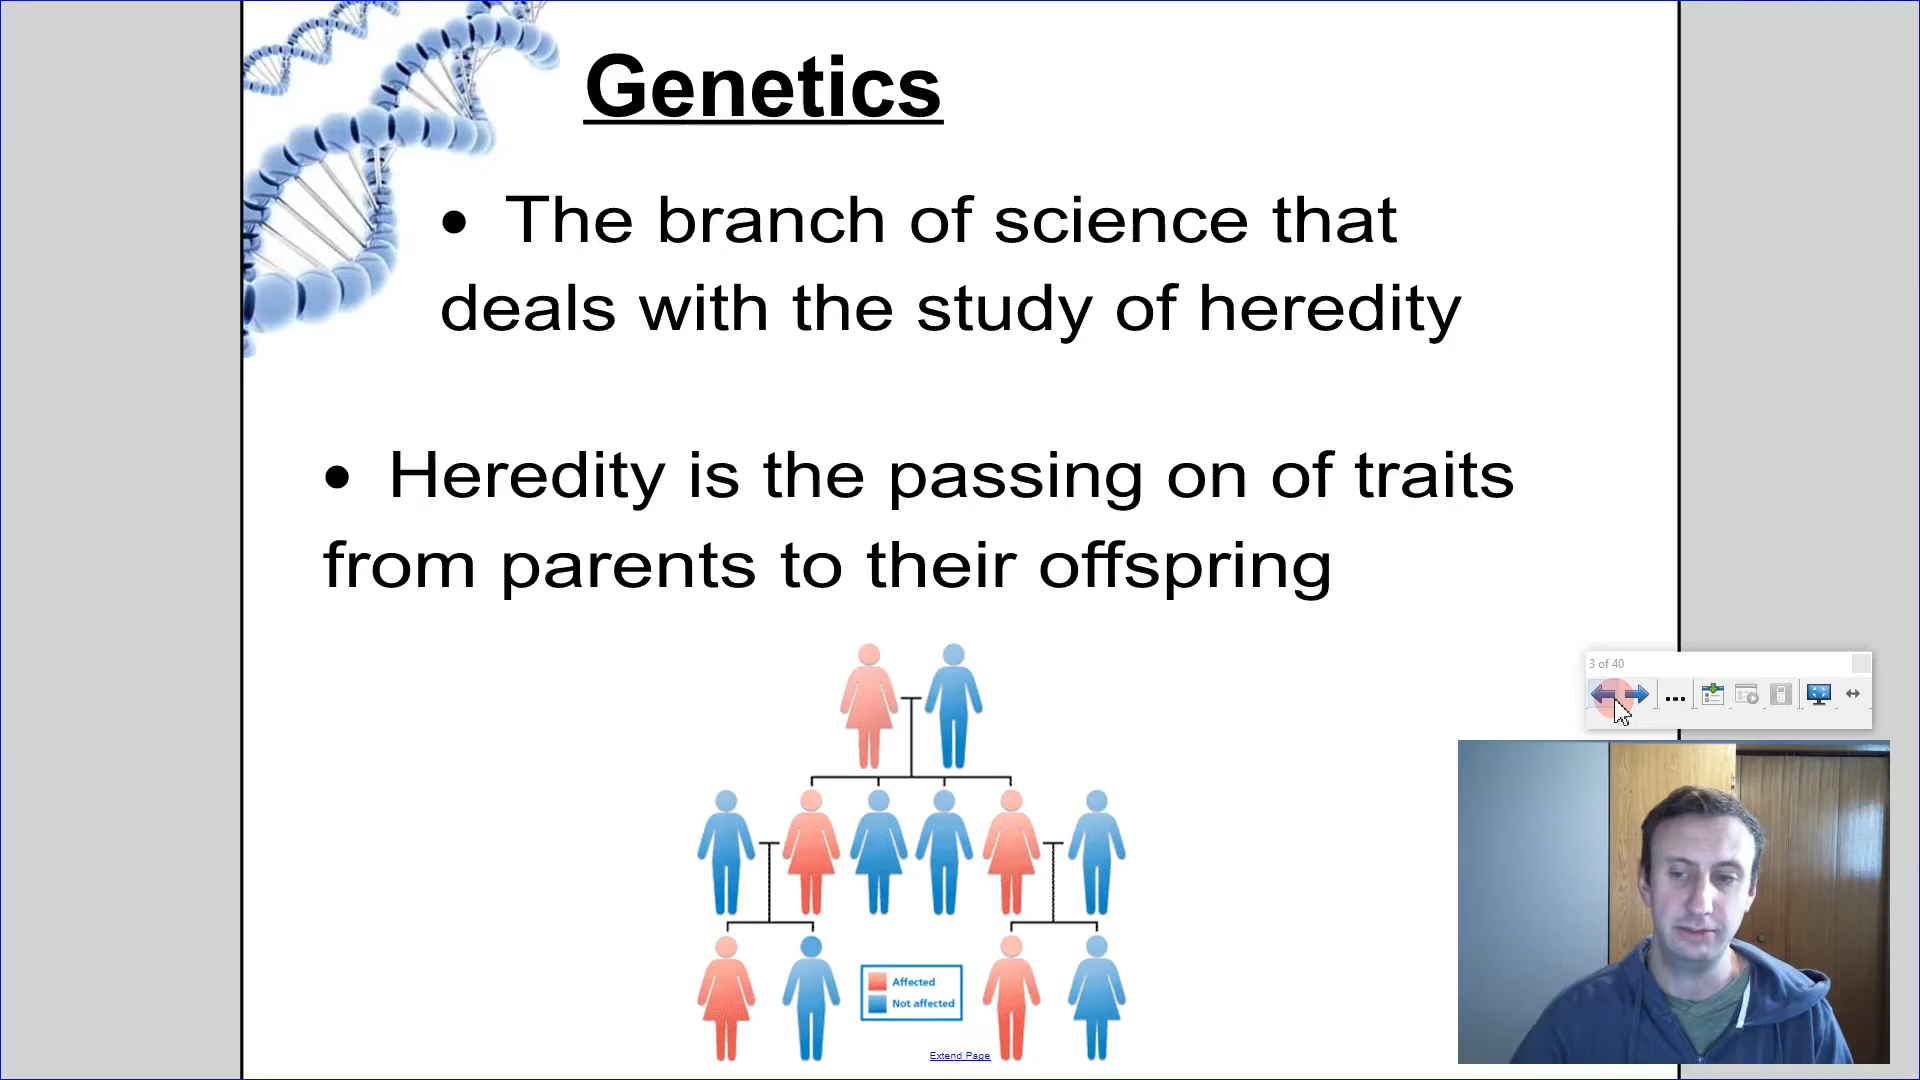 Genetics
• The branch of science that
deals with the study of heredity
• Heredity is the passing on of traits
from parents to their offspring
3 of 40
Affected
Not affected
Extend Page